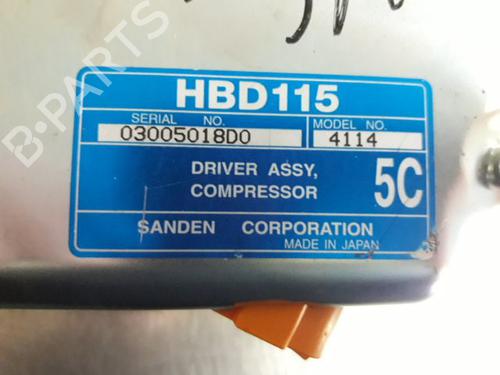 B-PARTS
HBD115
SERIAL NO.
03005018D0
MODEL NO.
4114
DRIVER ASSY,
COMPRESSOR
5C
SANDEN CORPORATION
MADE IN JAPAN